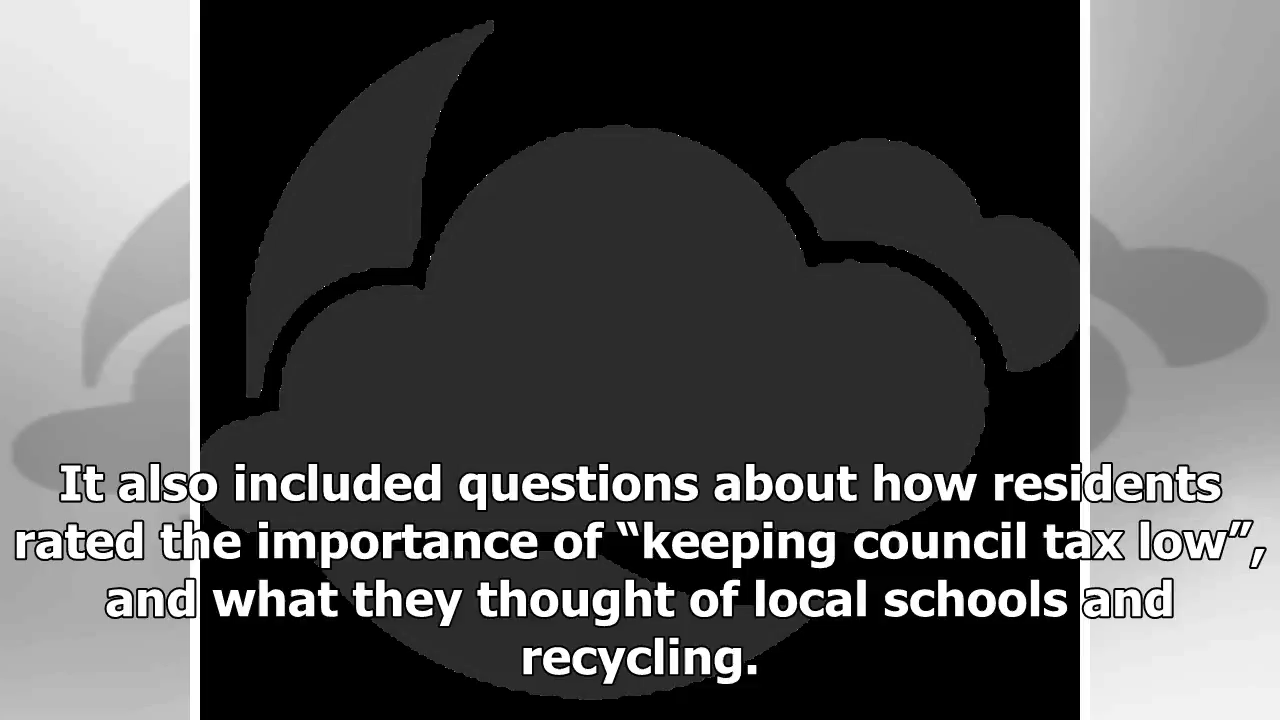 It also included questions about how residents
rated the importance of “keeping council tax low”,
and what they thought of local schools and
recycling.